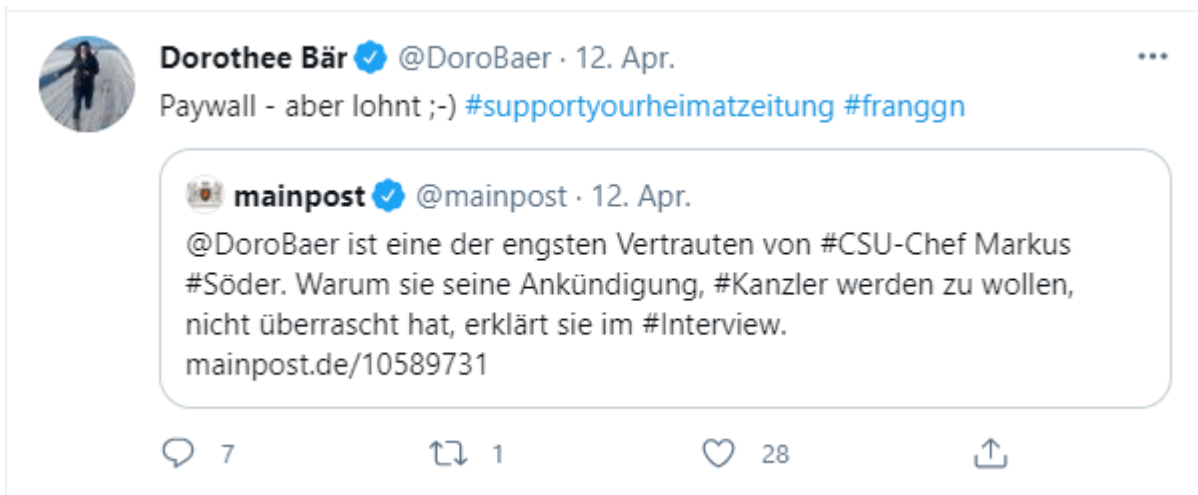 Dorothee Bär @DoroBaer · 12. Apr.
Paywall - aber lohnt ;-) #supportyourheimatzeitung #franggn
mainpost @mainpost · 12. Apr.
@DoroBaer ist eine der engsten Vertrauten von #CSU-Chef Markus
#Söder. Warum sie seine Ankündigung, #Kanzler werden zu wollen,
nicht überrascht hat, erklärt sie im #Interview.
mainpost.de/10589731
7 1 28